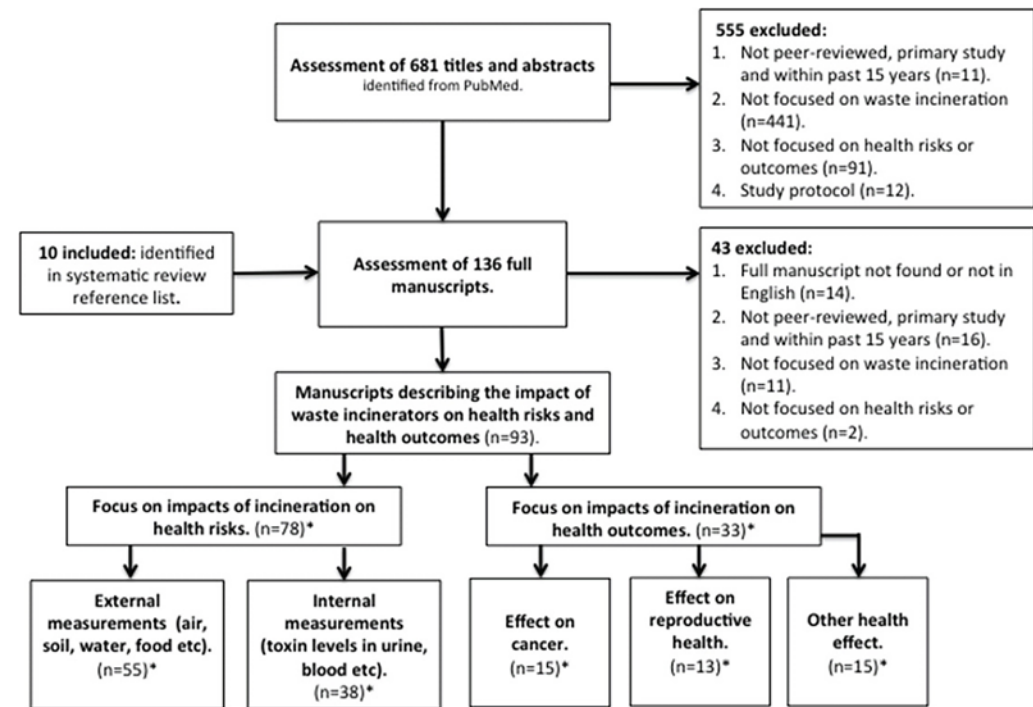 Assessment of 681 titles and abstracts
identified from PubMed.
555 excluded:
1. Not peer-reviewed, primary study
and within past 15 years (n=11).
2. Not focused on waste incineration
(n=441).
3. Not focused on health risks or
outcomes (n=91).
4. Study protocol (n=12).
10 included: identified
in systematic review
reference list.
Assessment of 136 full
manuscripts.
43 excluded:
1. Full manuscript not found or not in
English (n=14).
2. Not peer-reviewed, primary study
and within past 15 years (n=16).
3. Not focused on waste incineration
(n=11).
4. Not focused on health risks or
outcomes (n=2).
Manuscripts describing the impact of
waste incinerators on health risks and
health outcomes (n=93).
Focus on impacts of incineration on
health risks. (n=78)*
Focus on impacts of incineration on
health outcomes. (n=33)*
External
measurements (air,
soil, water, food etc).
(n=55)*
Internal
measurements
(toxin levels in urine,
blood etc).
(n=38)*
Effect on
cancer.
(n=15)*
Effect on
reproductive
health.
(n=13)*
Other health
effect.
(n=15)*